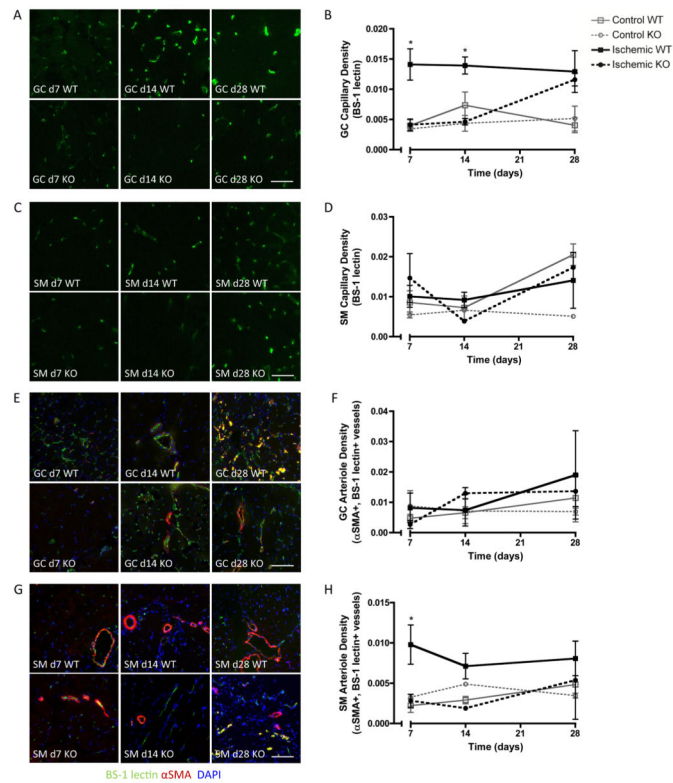 A
GC d7 WT
GC d14 WT
GC d28 WT
GC d7 KO
GC d14 KO
GC d28 KO
B
GC Capillary Density
(BS-1 lectin)
0.020
0.015
0.010
0.005
0.000
*
*
7
14
21
28
Time (days)
Control WT
Control KO
Ischemic WT
Ischemic KO
C
SM d7 WT
SM d14 WT
SM d28 WT
SM d7 KO
SM d14 KO
SM d28 KO
D
SM Capillary Density
(BS-1 lectin)
0.03
0.02
0.01
0.00
7
14
21
28
Time (days)
E
GC d7 WT
GC d14 WT
GC d28 WT
GC d7 KO
GC d14 KO
GC d28 KO
F
GC Arteriole Density
(αSMA+, BS-1 lectin+ vessels)
0.04
0.03
0.02
0.01
0.00
7
14
21
28
Time (days)
G
SM d7 WT
SM d14 WT
SM d28 WT
SM d7 KO
SM d14 KO
SM d28 KO
BS-1 lectin αSMA DAPI
H
SM Arteriole Density
(αSMA+, BS-1 lectin+ vessels)
0.015
0.010
0.005
0.000
*
7
14
21
28
Time (days)